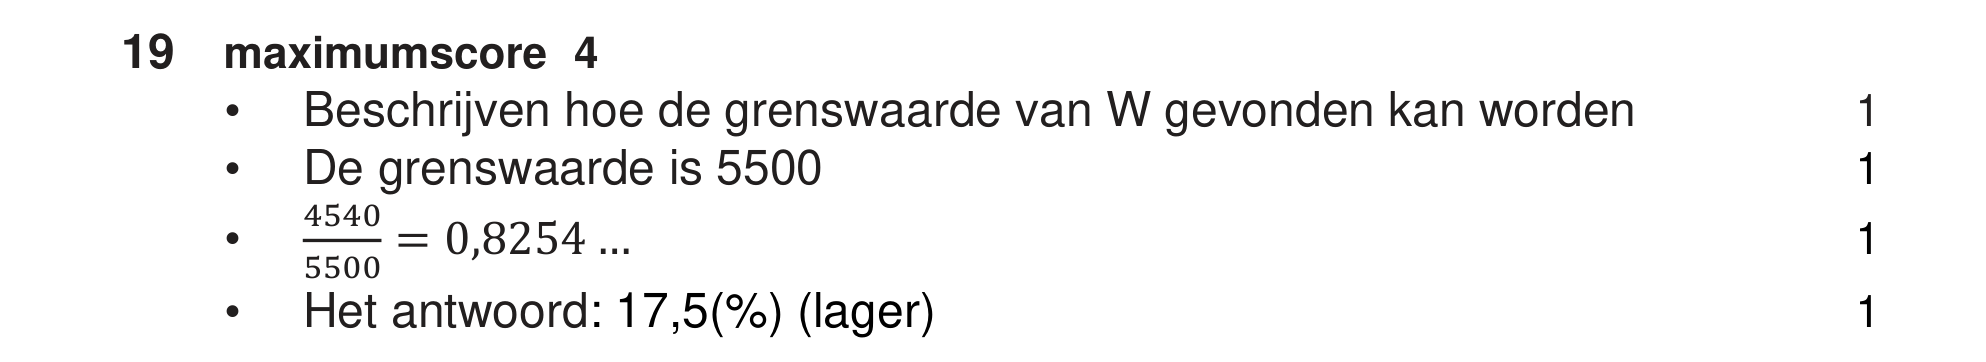 19 maximumscore 4
• Beschrijven hoe de grenswaarde van W gevonden kan worden 1
• De grenswaarde is 5500 1
• 4540/5500 = 0,8254 ... 1
• Het antwoord: 17,5(%) (lager) 1